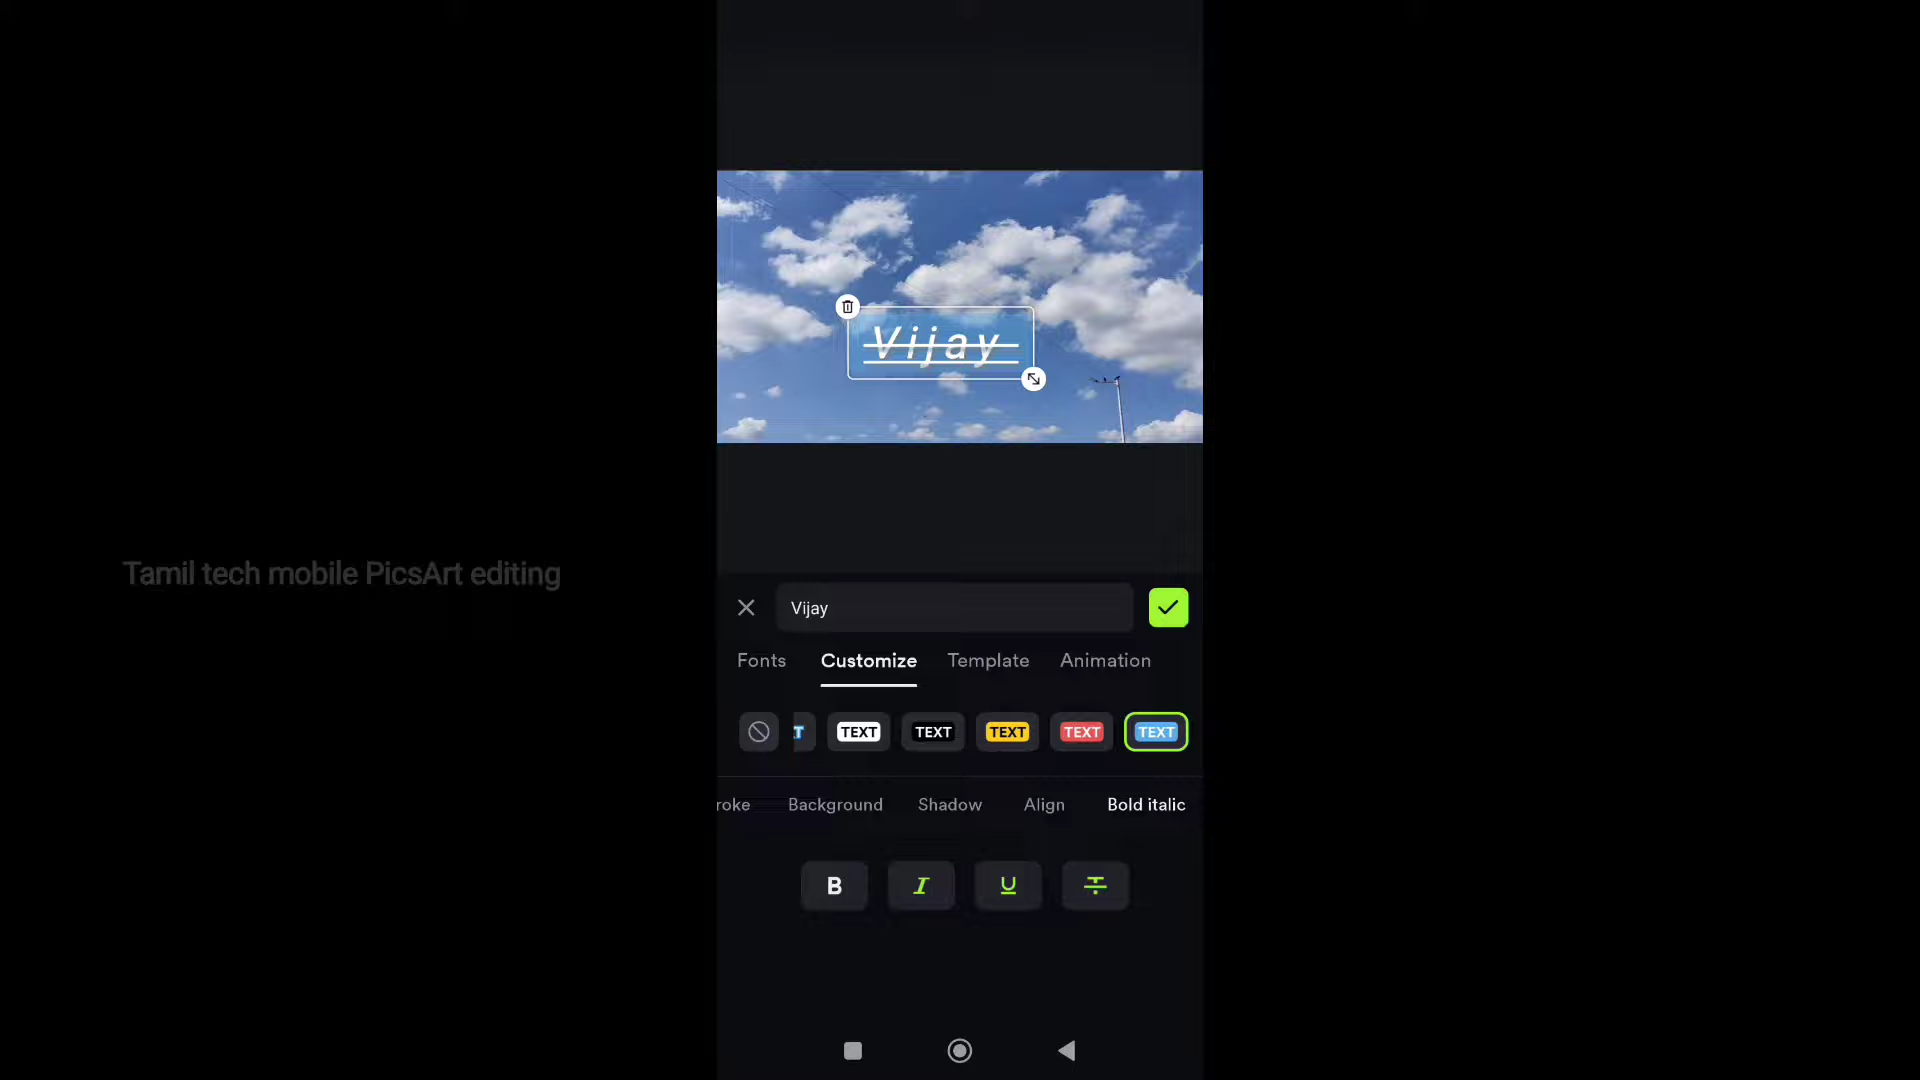 Vijay
Tamil tech mobile PicsArt editing
Vijay
Fonts Customize Template Animation
T TEXT TEXT TEXT TEXT TEXT
roke Background Shadow Align Bold italic
B I U T